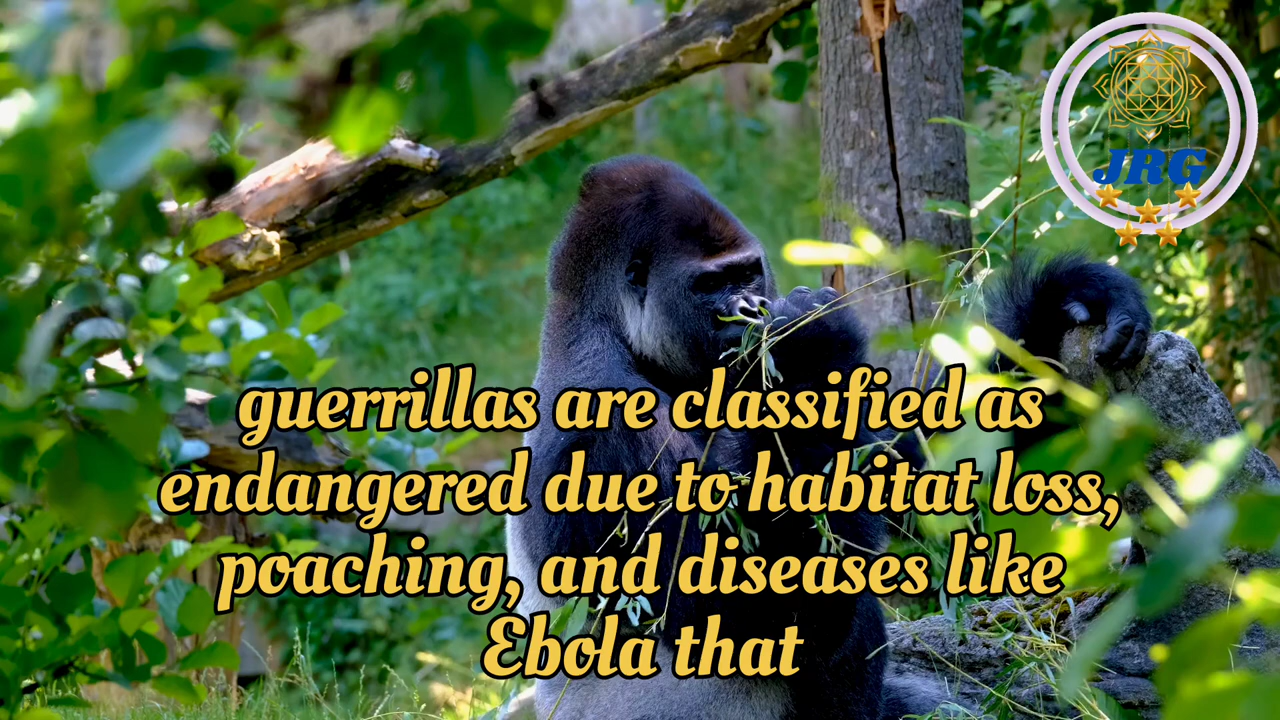 JRG
guerrillas are classified as
endangered due to habitat loss,
poaching, and diseases like
Ebola that